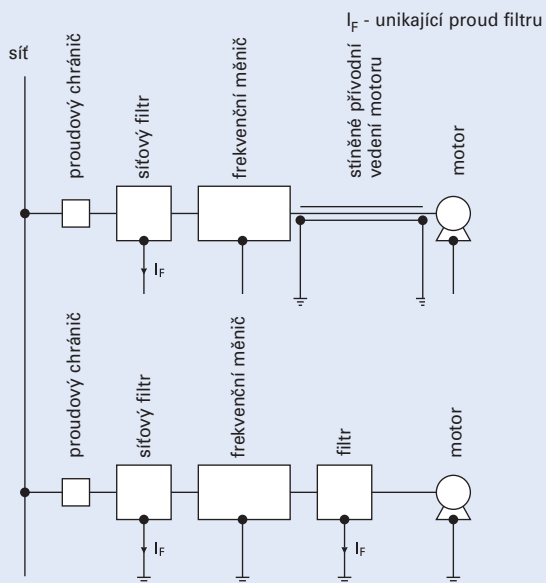 I_F - unikající proud filtru
síť
proudový chránič
síťový filtr
frekvenční měnič
stíněné přívodní
vedení motoru
motor
I_F
proudový chránič
síťový filtr
frekvenční měnič
filtr
motor
I_F
I_F